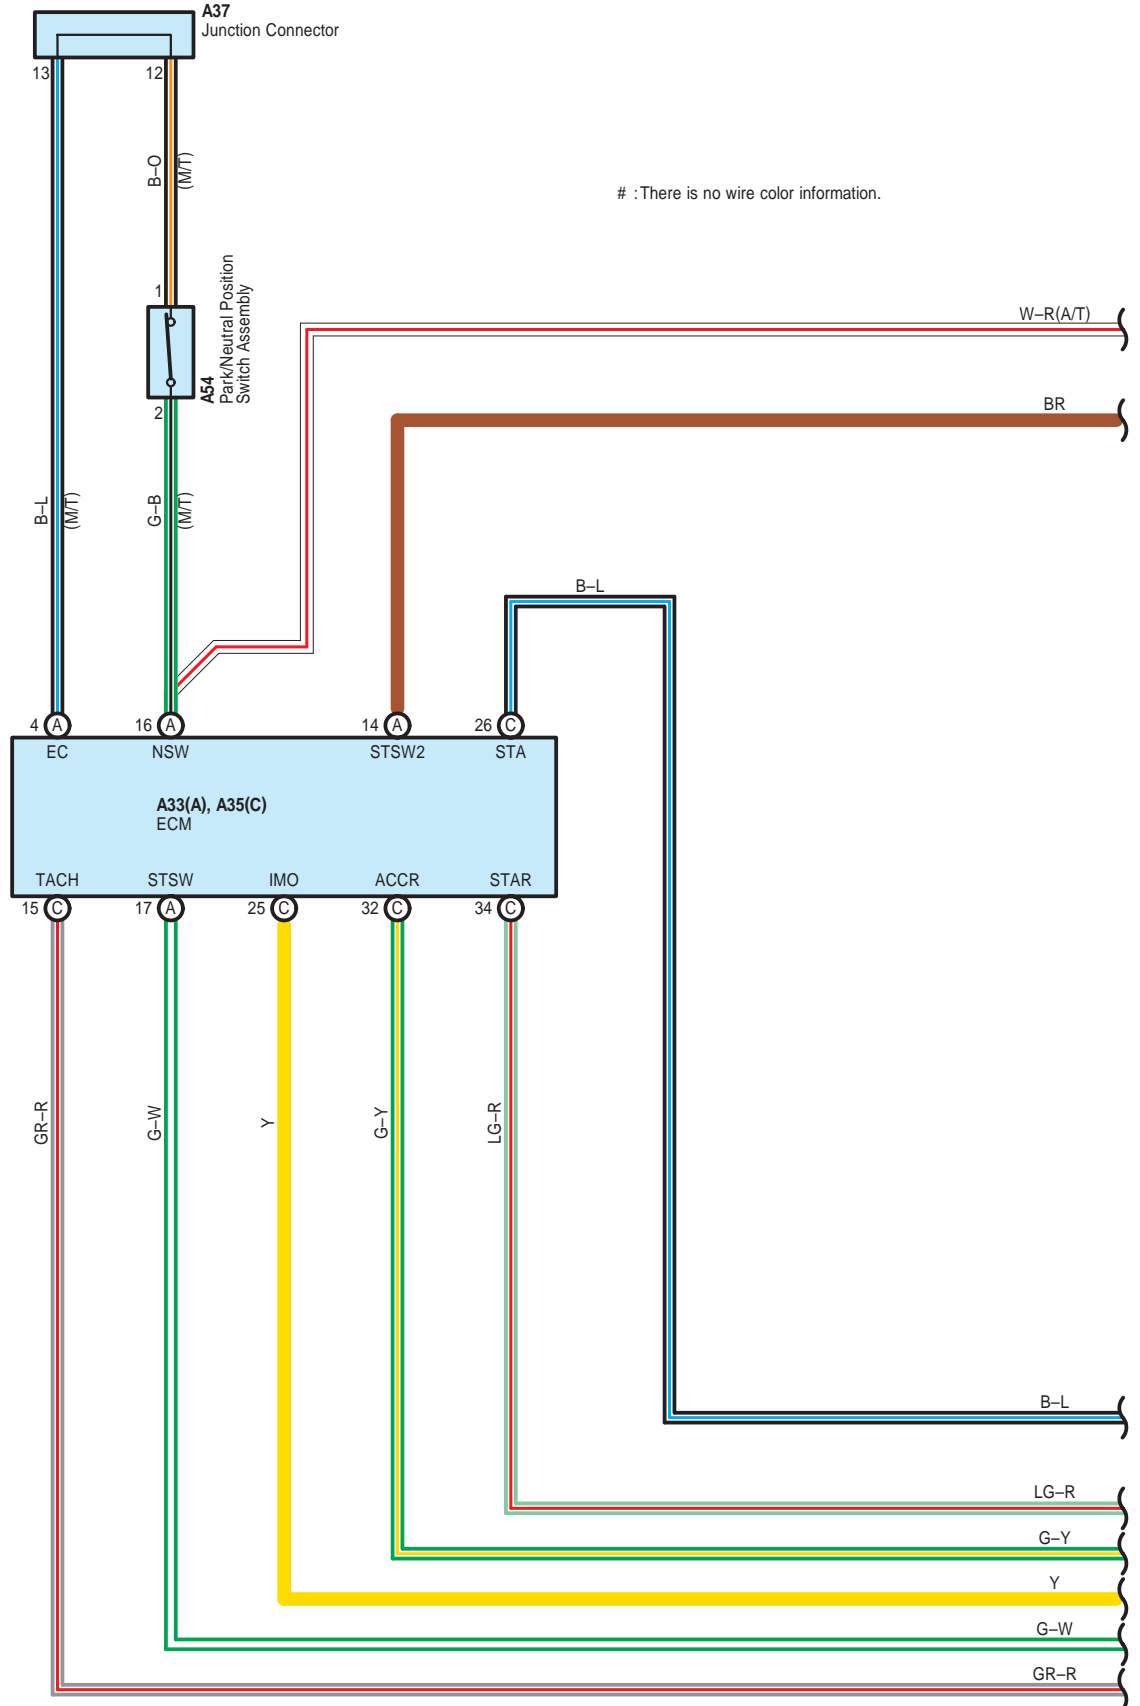 A37
Junction Connector
13
12
B–O
(M/T)
# : There is no wire color information.
1
A54
Park/Neutral Position
Switch Assembly
2
W–R(A/T)
BR
B–L
(M/T)
G–B
(M/T)
B–L
4 A
16 A
14 A
26 C
EC
NSW
STSW2
STA
A33(A), A35(C)
ECM
TACH
STSW
IMO
ACCR
STAR
15 C
17 A
25 C
32 C
34 C
GR–R
G–W
Y
G–Y
LG–R
B–L
LG–R
G–Y
Y
G–W
GR–R